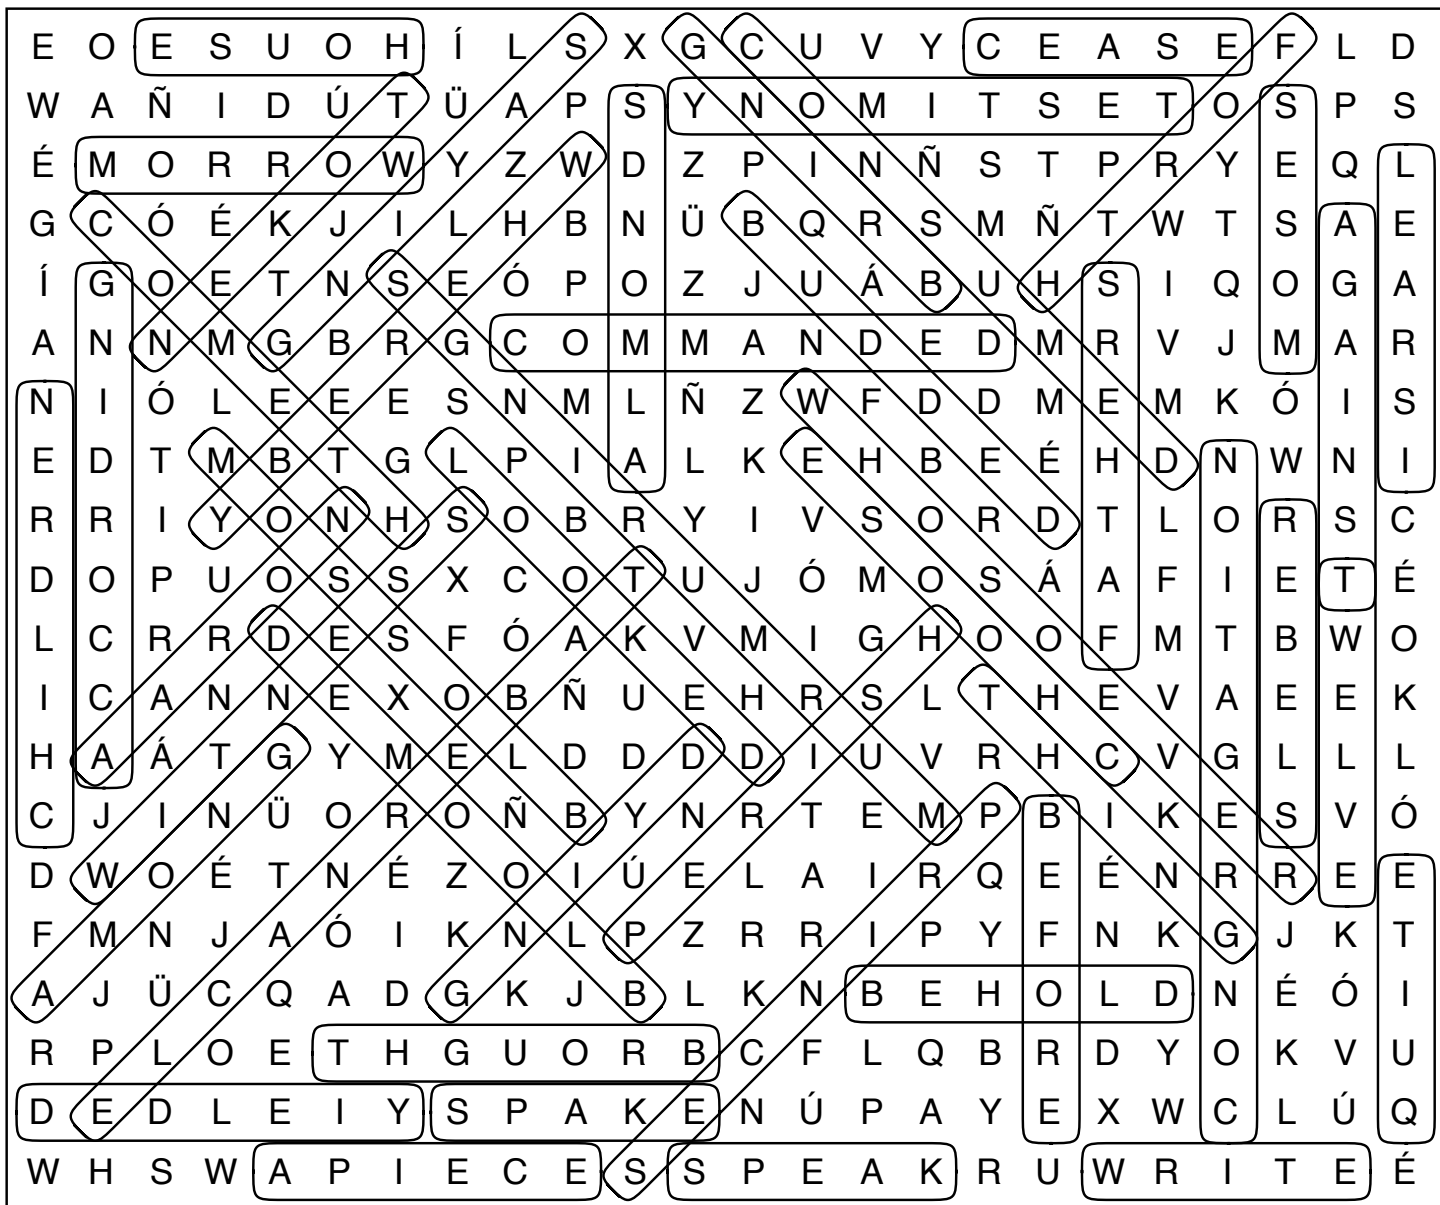 E O E S U O H Í L S X G C U V Y C E A S E F L D
W A Ñ I D Ú T Ü A P S Y N O M I T S E T O S P S
É M O R R O W Y Z W D Z P I N Ñ S T P R Y E Q L
G C Ó É K J I L H B N Ü B Q R S M Ñ T W T S A E
Í G O E T N S E Ó P O Z J U Á B U H S I Q O G A
A N N M G B R G C O M M A N D E D M R V J M A R
N I Ó L E E E S N M L Ñ Z W F D D M E M K Ó I S
E D T M B T G L P I A L K E H B E É H D N W N I
R R I Y O N H S O B R Y I V S O R D T L O R S C
D O P U O S S X C O T U J Ó M O S Á A F I E T É
L C R R D E S F Ó A K V M I G H O O F M T B W O
I C A N N E X O B Ñ U E H R S L T H E V A E E K
H A Á T G Y M E L D D D D I U V R H C V G L L L
C J I N Ü O R O Ñ B Y N R T E M P B I K E S V Ó
D W O É T N É Z O I Ú E L A I R Q E É N R R E E
F M N J A Ó I K N L P Z R R I P Y F N K G J K T
A J Ü C Q A D G K J B L K N B E H O L D N É Ó I
R P L O E T H G U O R B C F L Q B R D Y O K V U
D E D L E I Y S P A K E N Ú P A Y E X W C L Ú Q
W H S W A P I E C E S S P E A K R U W R I T E É